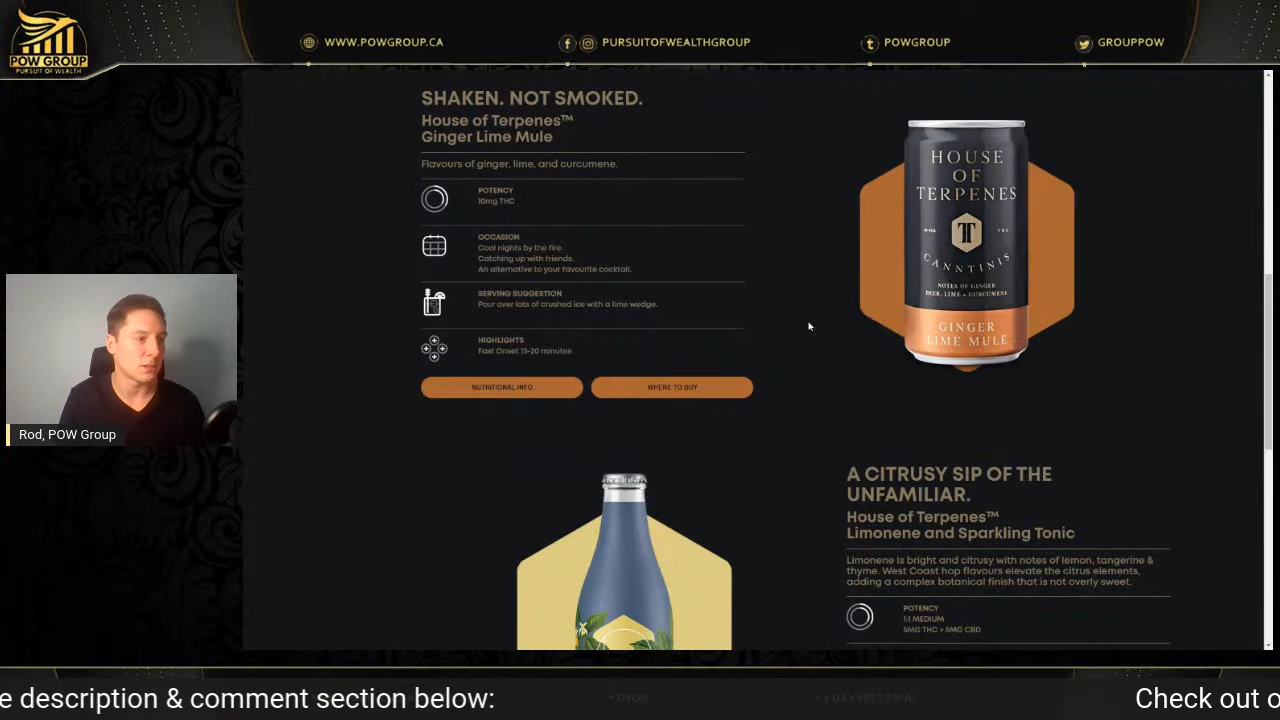 POW GROUP
PURSUIT OF WEALTH
WWW.POWGROUP.CA
PURSUITOFWEALTHGROUP
POWGROUP
GROUPPOW
SHAKEN. NOT SMOKED.
House of Terpenes™
Ginger Lime Mule
Flavours of ginger, lime, and curcumene.
POTENCY
10mg THC
OCCASION
Cool nights by the fire.
Catching up with friends.
An alternative to your favourite cocktail.
SERVING SUGGESTION
Pour over lots of crushed ice with a lime wedge.
HIGHLIGHTS
Fast Onset 15-20 minutes
NUTRITIONAL INFO
WHERE TO BUY
HOUSE
OF
TERPENES
T
CANNTINIS
NOTES OF GINGER
BEER, LIME + CURCUMENE
GINGER
LIME MULE
Rod, POW Group
A CITRUSY SIP OF THE
UNFAMILIAR.
House of Terpenes™
Limonene and Sparkling Tonic
Limonene is bright and citrusy with notes of lemon, tangerine &
thyme. West Coast hop flavours elevate the citrus elements,
adding a complex botanical finish that is not overly sweet.
POTENCY
1:1 MEDIUM
5MG THC + 5MG CBD
e description & comment section below:
Check out o